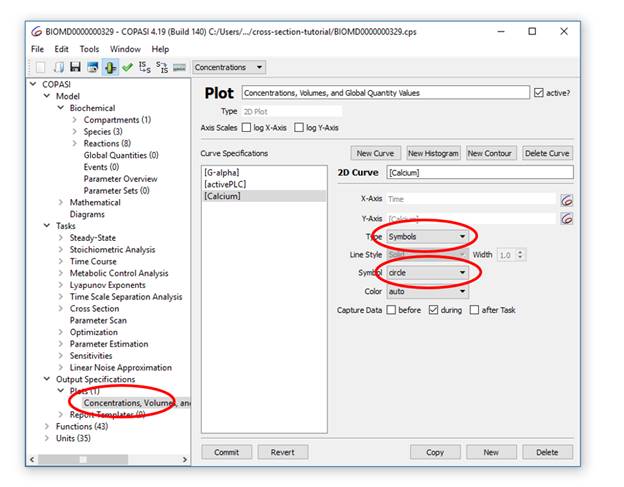 BIOMD0000000329 - COPASI 4.19 (Build 140) C:/Users/.../cross-section-tutorial/BIOMD0000000329.cps
File Edit Tools Window Help
Concentrations
COPASI
Model
Biochemical
Compartments (1)
Species (3)
Reactions (8)
Global Quantities (0)
Events (0)
Parameter Overview
Parameter Sets (0)
Mathematical
Diagrams
Tasks
Steady-State
Stoichiometric Analysis
Time Course
Metabolic Control Analysis
Lyapunov Exponents
Time Scale Separation Analysis
Cross Section
Parameter Scan
Optimization
Parameter Estimation
Sensitivities
Linear Noise Approximation
Output Specifications
Plots (1)
Concentrations, Volumes, and
Report Templates (0)
Functions (43)
Units (35)
Plot Concentrations, Volumes, and Global Quantity Values active?
Type 2D Plot
Axis Scales log X-Axis log Y-Axis
Curve Specifications New Curve New Histogram New Contour Delete Curve
[G-alpha]
[activePLC]
[Calcium]
2D Curve [Calcium]
X-Axis Time
Y-Axis [Calcium]
Type Symbols
Line Style Solid Width 1.0
Symbol circle
Color auto
Capture Data before during after Task
Commit Revert Copy New Delete